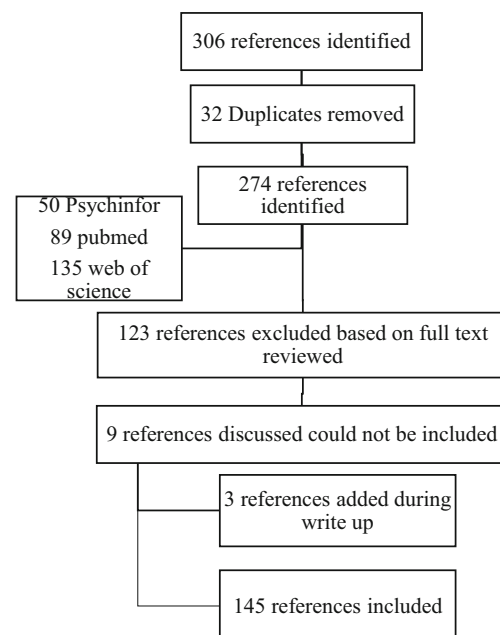 306 references identified
32 Duplicates removed
274 references
identified
50 Psychinfor
89 pubmed
135 web of
science
123 references excluded based on full text
reviewed
9 references discussed could not be included
3 references added during
write up
145 references included